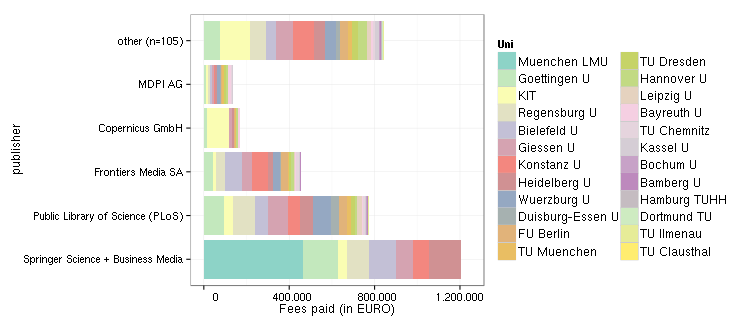 other (n=105)
MDPI AG
Copernicus GmbH
Frontiers Media SA
Public Library of Science (PLoS)
Springer Science + Business Media
publisher
0 400.000 800.000 1.200.000
Fees paid (in EURO)
Uni
Muenchen LMU
Goettingen U
KIT
Regensburg U
Bielefeld U
Giessen U
Konstanz U
Heidelberg U
Wuerzburg U
Duisburg-Essen U
FU Berlin
TU Muenchen
TU Dresden
Hannover U
Leipzig U
Bayreuth U
TU Chemnitz
Kassel U
Bochum U
Bamberg U
Hamburg TUHH
Dortmund TU
TU Ilmenau
TU Clausthal